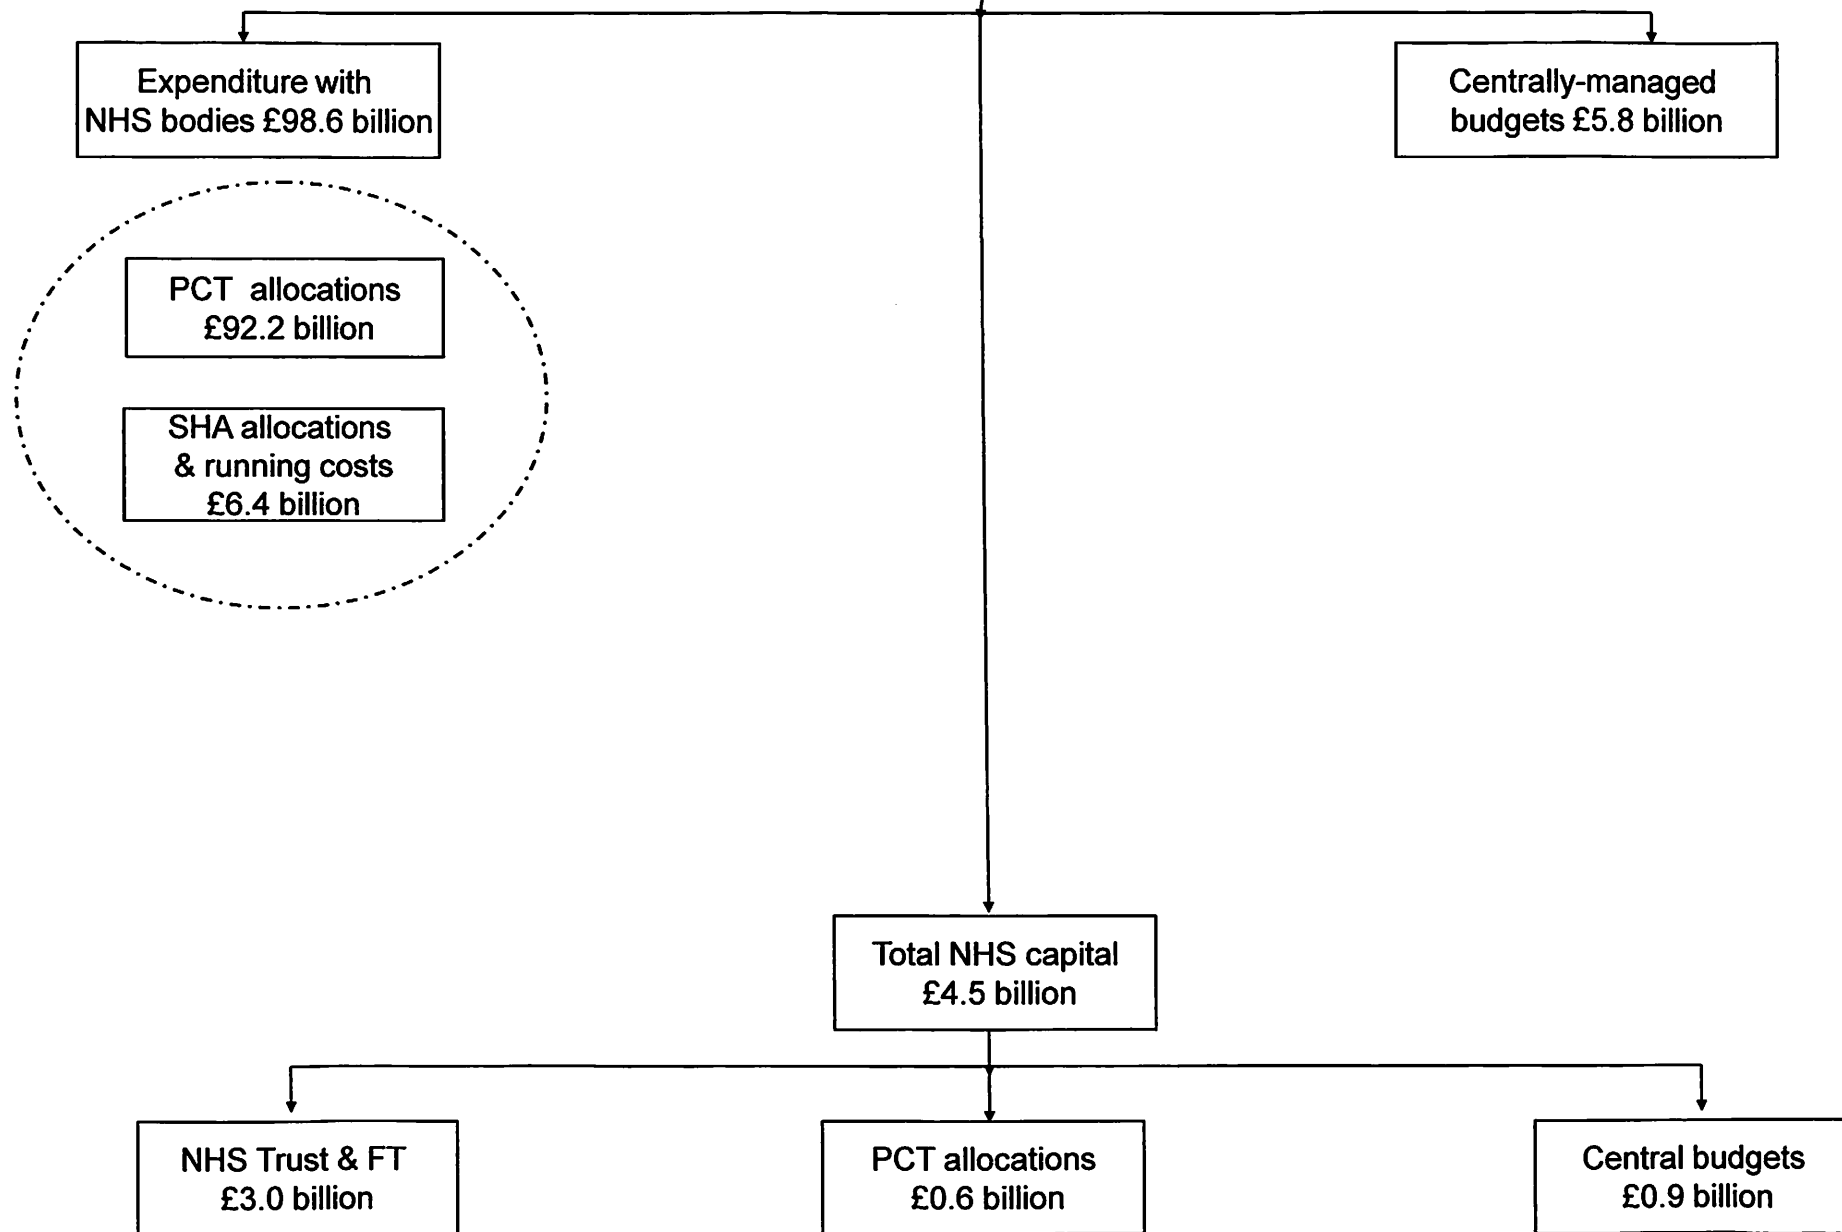 Expenditure with
NHS bodies £98.6 billion
Centrally-managed
budgets £5.8 billion
PCT allocations
£92.2 billion
SHA allocations
& running costs
£6.4 billion
Total NHS capital
£4.5 billion
NHS Trust & FT
£3.0 billion
PCT allocations
£0.6 billion
Central budgets
£0.9 billion